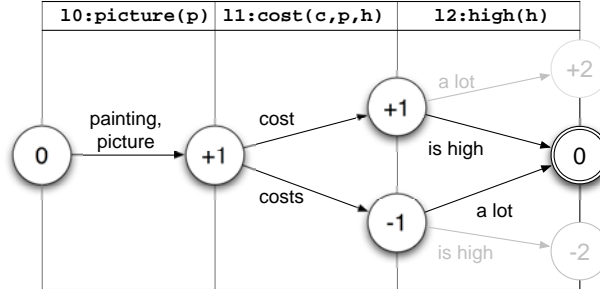 l0:picture(p) l1:cost(c,p,h) l2:high(h)
+2
a lot
+1
painting,
cost
picture
is high
0
+1
0
costs
a lot
-1
is high
-2